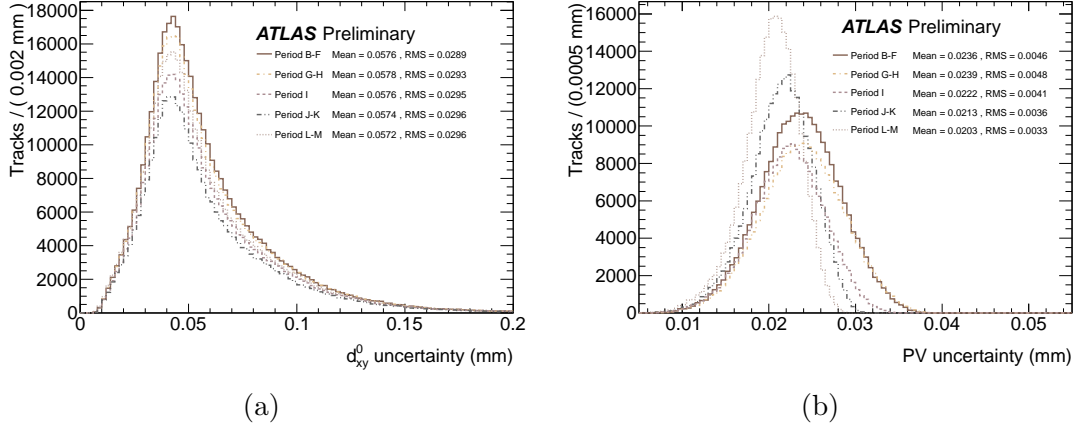 Tracks / ( 0.002 mm )
18000
16000
14000
12000
10000
8000
6000
4000
2000
0
ATLAS Preliminary
Period B-F Mean = 0.0576 , RMS = 0.0289
Period G-H Mean = 0.0578 , RMS = 0.0293
Period I Mean = 0.0576 , RMS = 0.0295
Period J-K Mean = 0.0574 , RMS = 0.0296
Period L-M Mean = 0.0572 , RMS = 0.0296
0 0.05 0.1 0.15 0.2
d⁰xy uncertainty (mm)
(a)
Tracks / (0.0005 mm)
16000
14000
12000
10000
8000
6000
4000
2000
0
ATLAS Preliminary
Period B-F Mean = 0.0236 , RMS = 0.0046
Period G-H Mean = 0.0239 , RMS = 0.0048
Period I Mean = 0.0222 , RMS = 0.0041
Period J-K Mean = 0.0213 , RMS = 0.0036
Period L-M Mean = 0.0203 , RMS = 0.0033
0.01 0.02 0.03 0.04 0.05
PV uncertainty (mm)
(b)